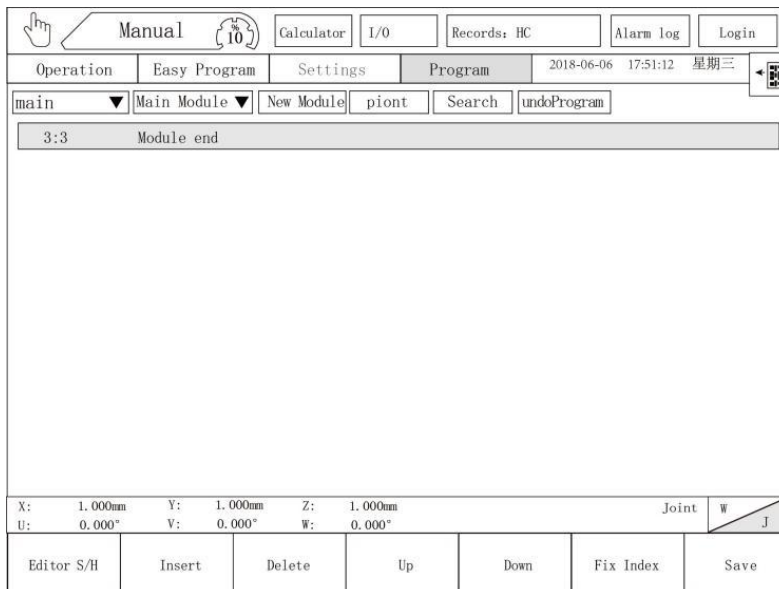 Manual % 10 Calculator I/0 Records: HC Alarm log Login
Operation Easy Program Settings Program 2018-06-06 17:51:12 星期三
main Main Module New Module piont Search undoProgram
3:3 Module end
X: 1.000mm Y: 1.000mm Z: 1.000mm Joint W
U: 0.000° V: 0.000° W: 0.000° J
Editor S/H Insert Delete Up Down Fix Index Save